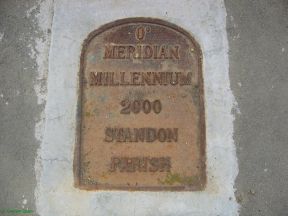 0°
MERIDIAN
MILLENNIUM
2000
STANDON
PARISH